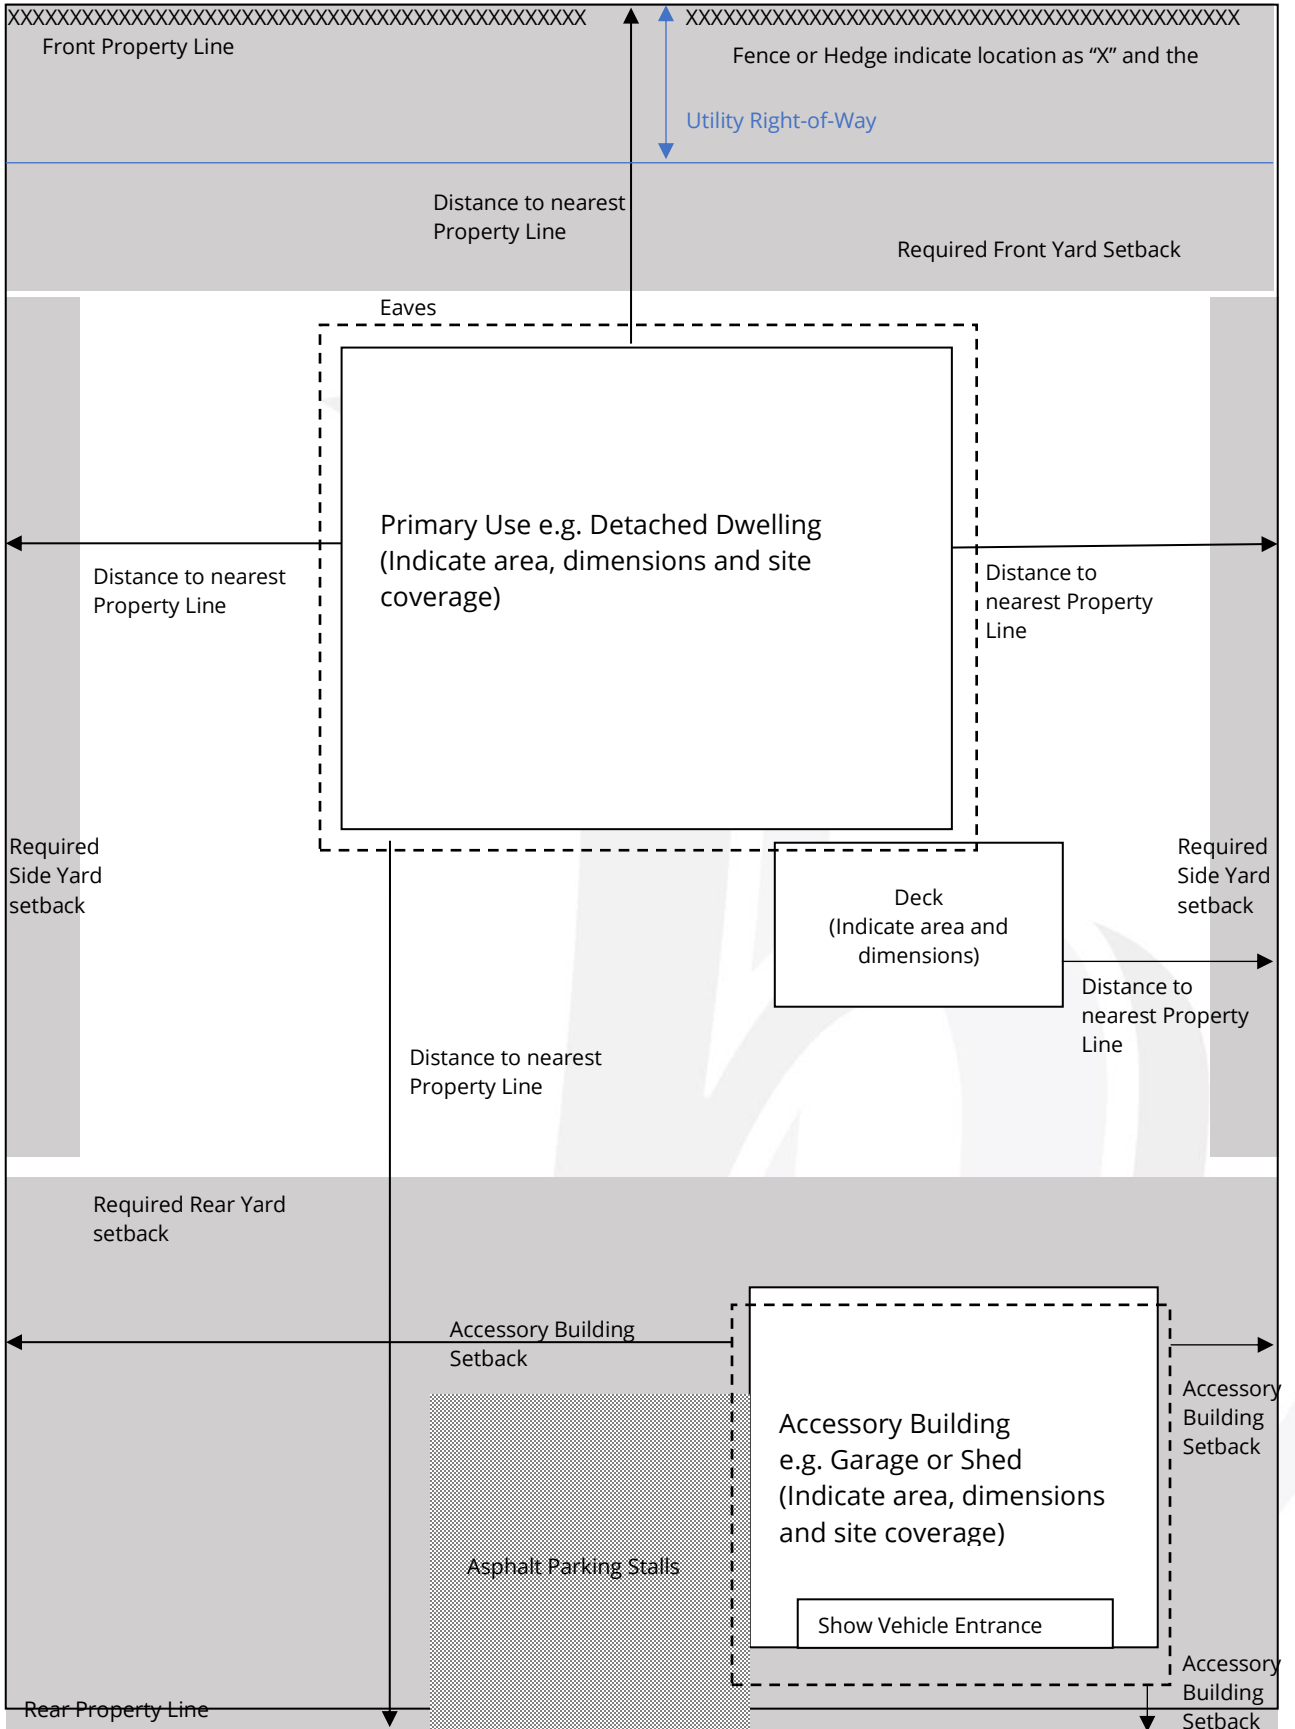 XXXXXXXXXXXXXXXXXXXXXXXXXXXXXXXXXXXXXXXXXXXXXXX
XXXXXXXXXXXXXXXXXXXXXXXXXXXXXXXXXXXXXXXXXXXXX
Front Property Line
Fence or Hedge indicate location as “X” and the
Utility Right-of-Way
Distance to nearest
Property Line
Required Front Yard Setback
Eaves
Primary Use e.g. Detached Dwelling
(Indicate area, dimensions and site
coverage)
Distance to nearest
Property Line
Distance to
nearest Property
Line
Required
Side Yard
setback
Required
Side Yard
setback
Deck
(Indicate area and
dimensions)
Distance to
nearest Property
Line
Distance to nearest
Property Line
Required Rear Yard
setback
Accessory Building
Setback
Accessory Building
e.g. Garage or Shed
(Indicate area, dimensions
and site coverage)
Accessory
Building
Setback
Asphalt Parking Stalls
Show Vehicle Entrance
Accessory
Building
Setback
Rear Property Line